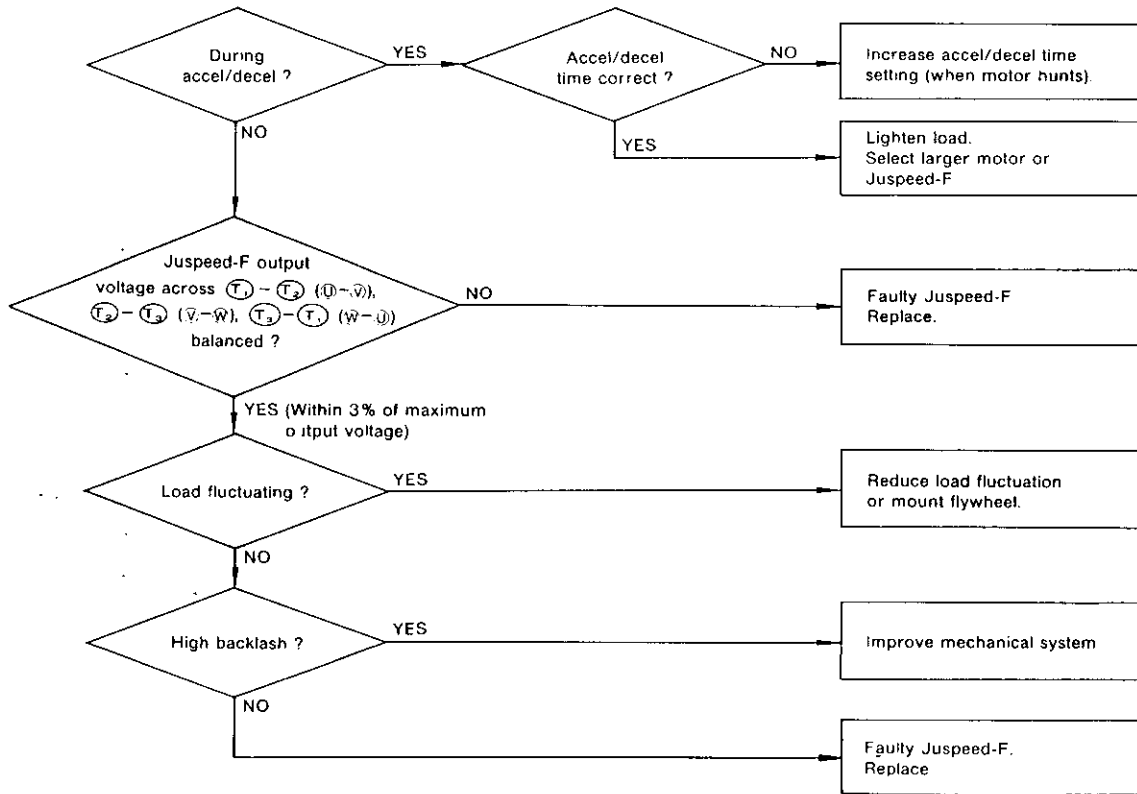 During
accel/decel ?
YES
Accel/decel
time correct ?
NO
Increase accel/decel time
setting (when motor hunts).
NO
YES
Lighten load.
Select larger motor or
Juspeed-F
Juspeed-F output
voltage across T₁ – T₂ (U–V),
T₂ – T₃ (V–W), T₃ – T₁ (W–U)
balanced ?
NO
Faulty Juspeed-F
Replace.
YES (Within 3% of maximum
output voltage)
Load fluctuating ?
YES
Reduce load fluctuation
or mount flywheel.
NO
High backlash ?
YES
Improve mechanical system
NO
Faulty Juspeed-F.
Replace